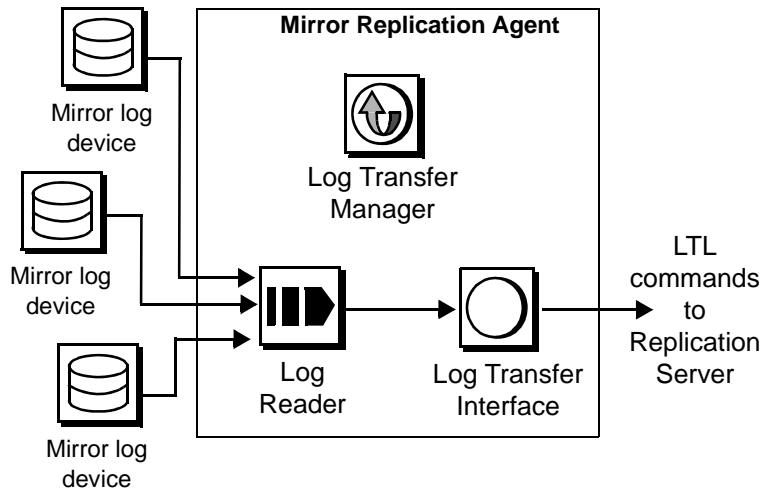 Mirror Replication Agent
Mirror log
device
Log Transfer
Manager
Mirror log
device
Log
Reader
Log Transfer
Interface
LTL
commands
to
Replication
Server
Mirror log
device